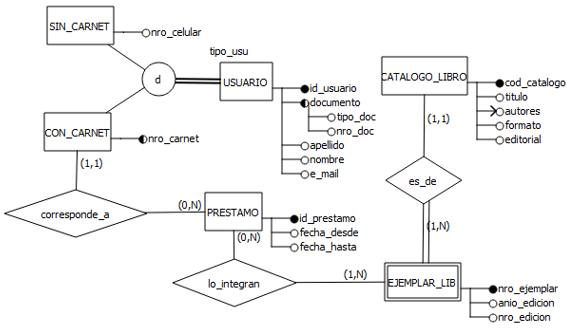 SIN_CARNET
nro_celular
tipo_usu
d
USUARIO
id_usuario
documento
tipo_doc
nro_doc
apellido
nombre
e_mail
CATALOGO_LIBRO
cod_catalogo
titulo
autores
formato
editorial
CON_CARNET
nro_carnet
(1,1)
(1,1)
es_de
corresponde_a
(0,N)
PRESTAMO
id_prestamo
fecha_desde
fecha_hasta
(0,N)
(1,N)
lo_integran
(1,N)
EJEMPLAR_LIB
nro_ejemplar
anio_edicion
nro_edicion